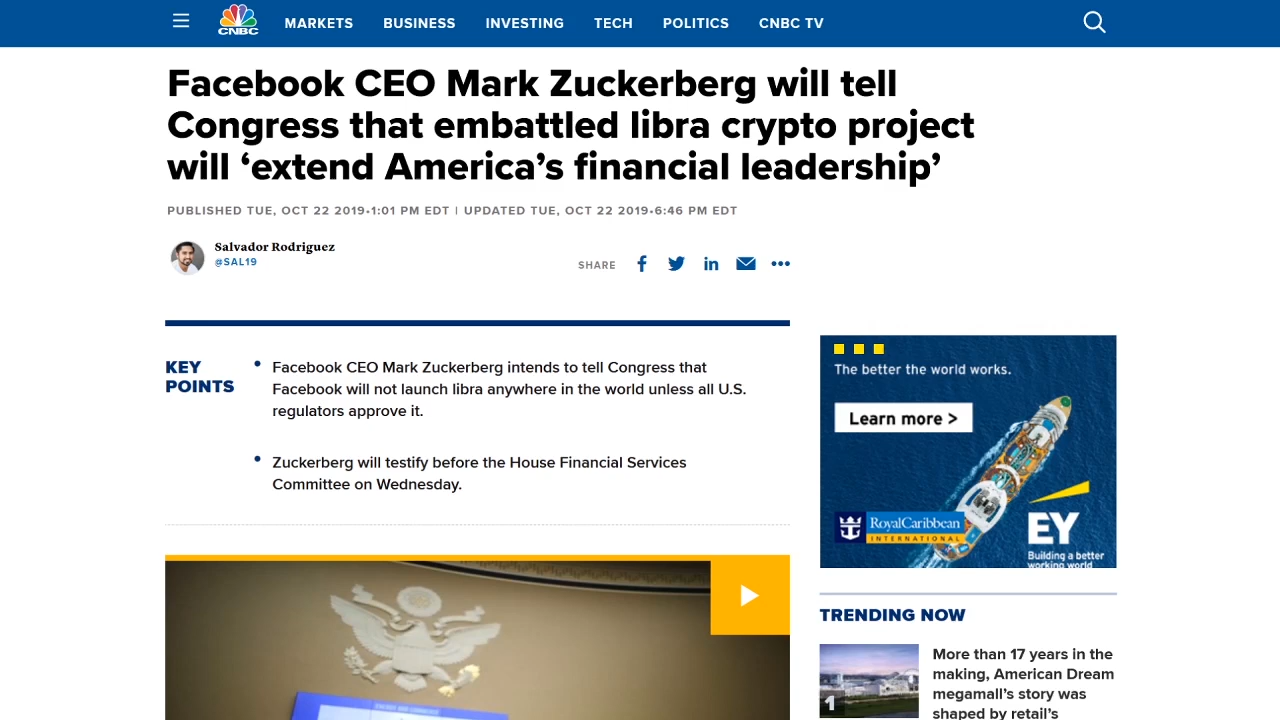 CNBC
MARKETS
BUSINESS
INVESTING
TECH
POLITICS
CNBC TV
Facebook CEO Mark Zuckerberg will tell
Congress that embattled libra crypto project
will ‘extend America’s financial leadership’
PUBLISHED TUE, OCT 22 2019•1:01 PM EDT | UPDATED TUE, OCT 22 2019•6:46 PM EDT
Salvador Rodriguez
@SAL19
SHARE
KEY
POINTS
• Facebook CEO Mark Zuckerberg intends to tell Congress that
Facebook will not launch libra anywhere in the world unless all U.S.
regulators approve it.
• Zuckerberg will testify before the House Financial Services
Committee on Wednesday.
The better the world works.
Learn more >
RoyalCaribbean
INTERNATIONAL
EY
Building a better
working world
TRENDING NOW
1
More than 17 years in the
making, American Dream
megamall’s story was
shaped by retail’s
ENERGY AND COMMERCE